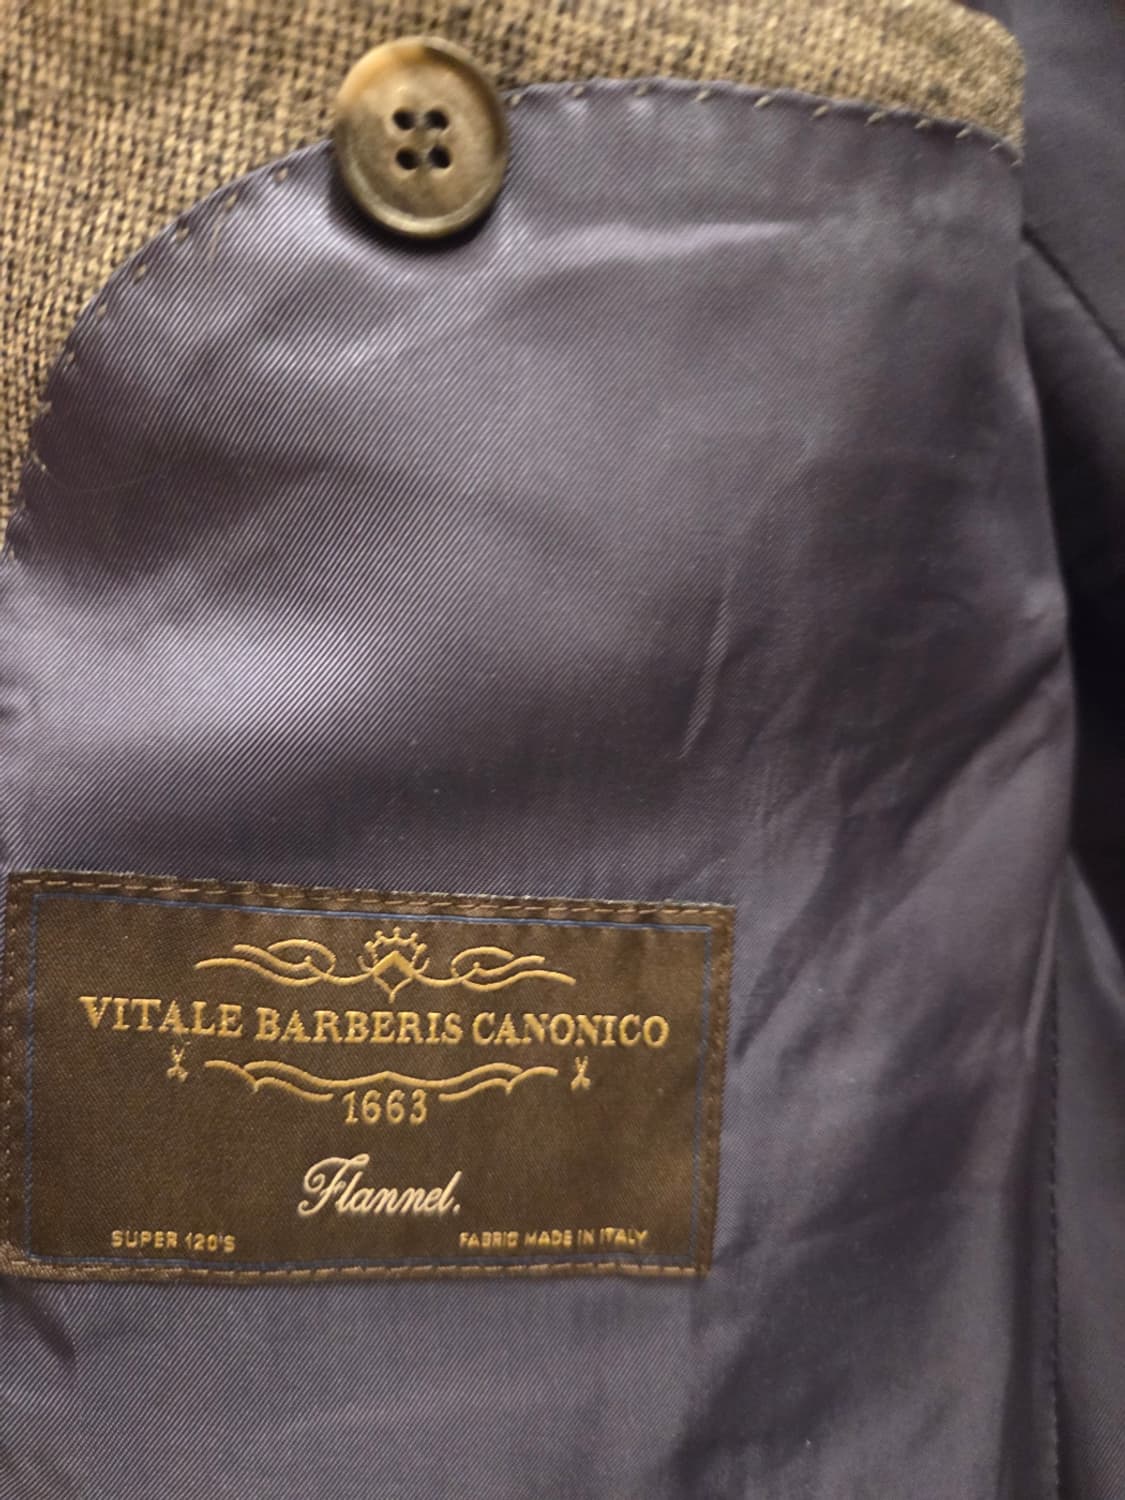 VITALE BARBERIS CANONICO
1663
Flannel.
SUPER 120'S FABRIC MADE IN ITALY